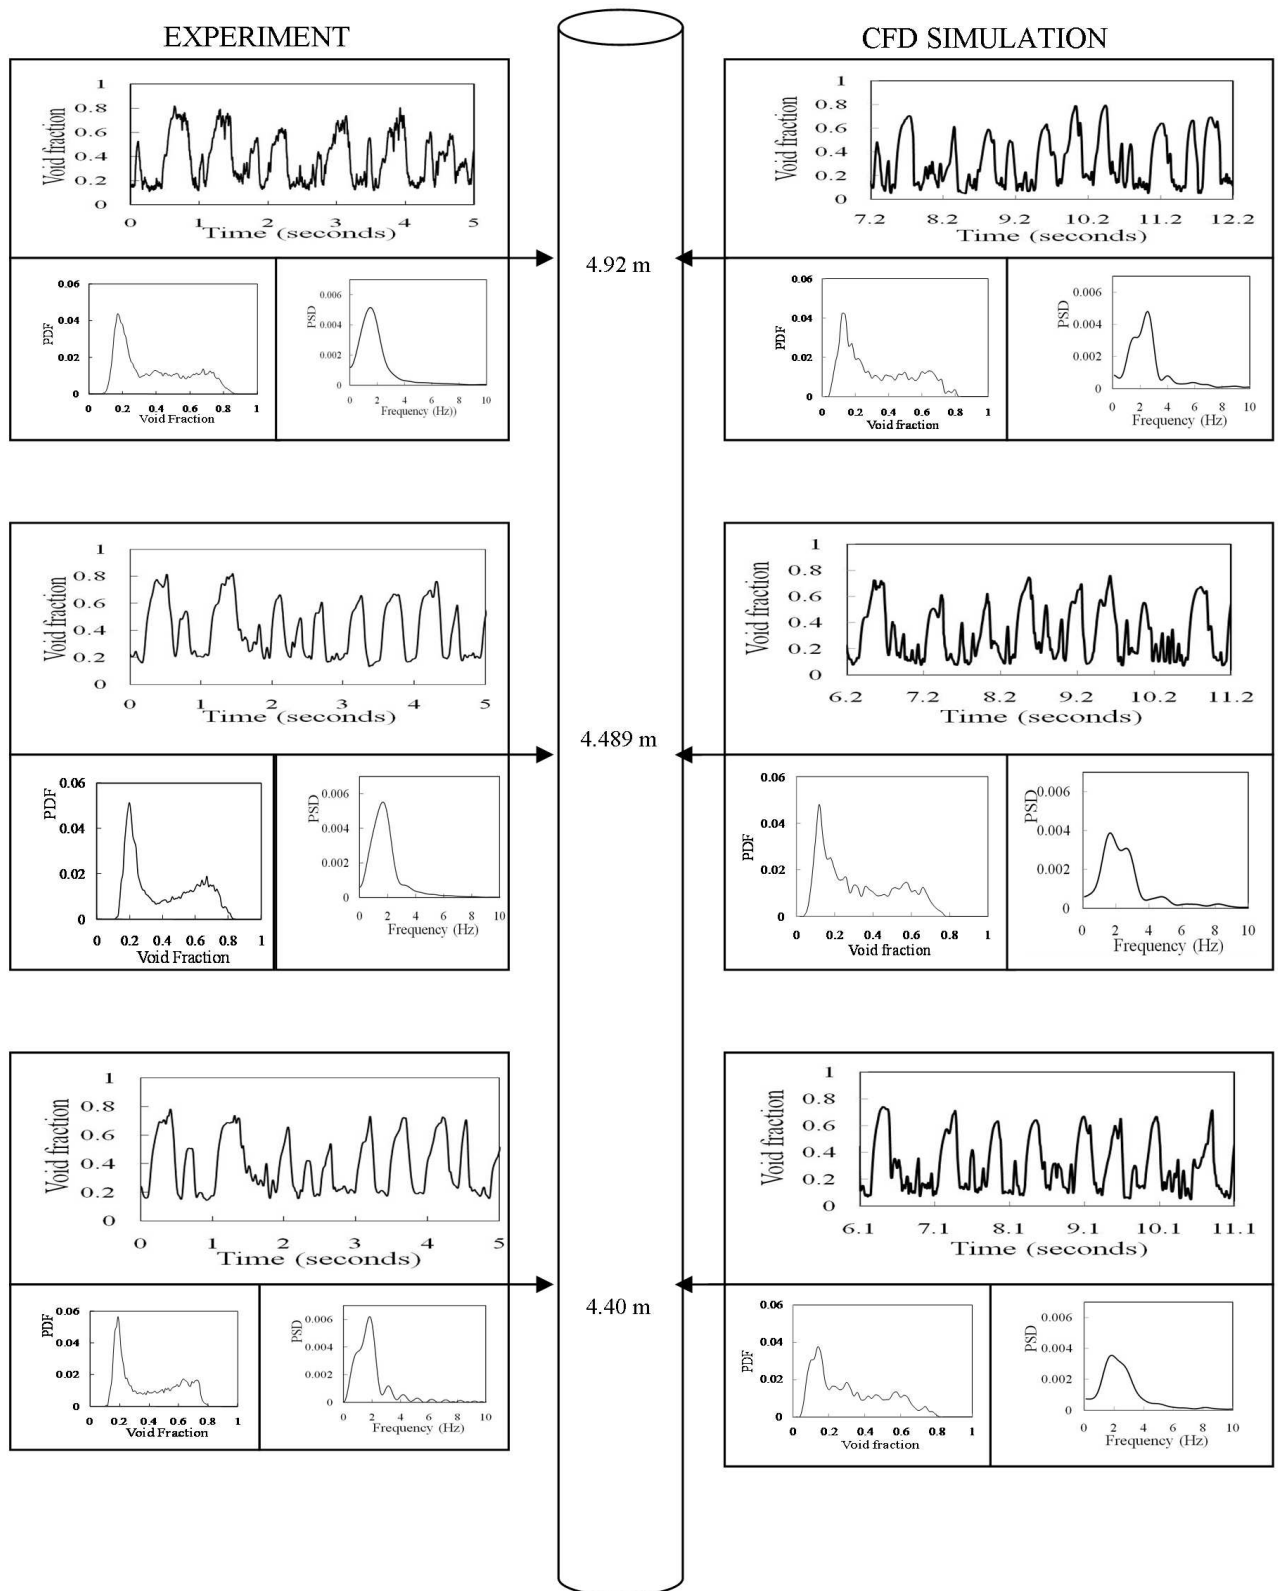 EXPERIMENT
CFD SIMULATION
Void fraction
1
0.8
0.6
0.4
0.2
0
0 1 2 3 4 5
Time (seconds)
Void fraction
1
0.8
0.6
0.4
0.2
0
7.2 8.2 9.2 10.2 11.2 12.2
Time (seconds)
4.92 m
PDF
0.06
0.04
0.02
0
0 0.2 0.4 0.6 0.8 1
Void Fraction
PSD
0.006
0.004
0.002
0
0 2 4 6 8 10
Frequency (Hz))
PDF
0.06
0.04
0.02
0
0 0.2 0.4 0.6 0.8 1
Void fraction
PSD
0.006
0.004
0.002
0
0 2 4 6 8 10
Frequency (Hz)
Void fraction
1
0.8
0.6
0.4
0.2
0
0 1 2 3 4 5
Time (seconds)
Void fraction
1
0.8
0.6
0.4
0.2
0
6.2 7.2 8.2 9.2 10.2 11.2
Time (seconds)
4.489 m
PDF
0.06
0.04
0.02
0
0 0.2 0.4 0.6 0.8 1
Void Fraction
PSD
0.006
0.004
0.002
0
0 2 4 6 8 10
Frequency (Hz)
PDF
0.06
0.04
0.02
0
0 0.2 0.4 0.6 0.8 1
Void fraction
PSD
0.006
0.004
0.002
0
0 2 4 6 8 10
Frequency (Hz)
Void fraction
1
0.8
0.6
0.4
0.2
0
0 1 2 3 4 5
Time (seconds)
Void fraction
1
0.8
0.6
0.4
0.2
0
6.1 7.1 8.1 9.1 10.1 11.1
Time (seconds)
4.40 m
PDF
0.06
0.04
0.02
0
0 0.2 0.4 0.6 0.8 1
Void Fraction
PSD
0.006
0.004
0.002
0
0 2 4 6 8 10
Frequency (Hz)
PDF
0.06
0.04
0.02
0
0 0.2 0.4 0.6 0.8 1
Void fraction
PSD
0.006
0.004
0.002
0
0 2 4 6 8 10
Frequency (Hz)